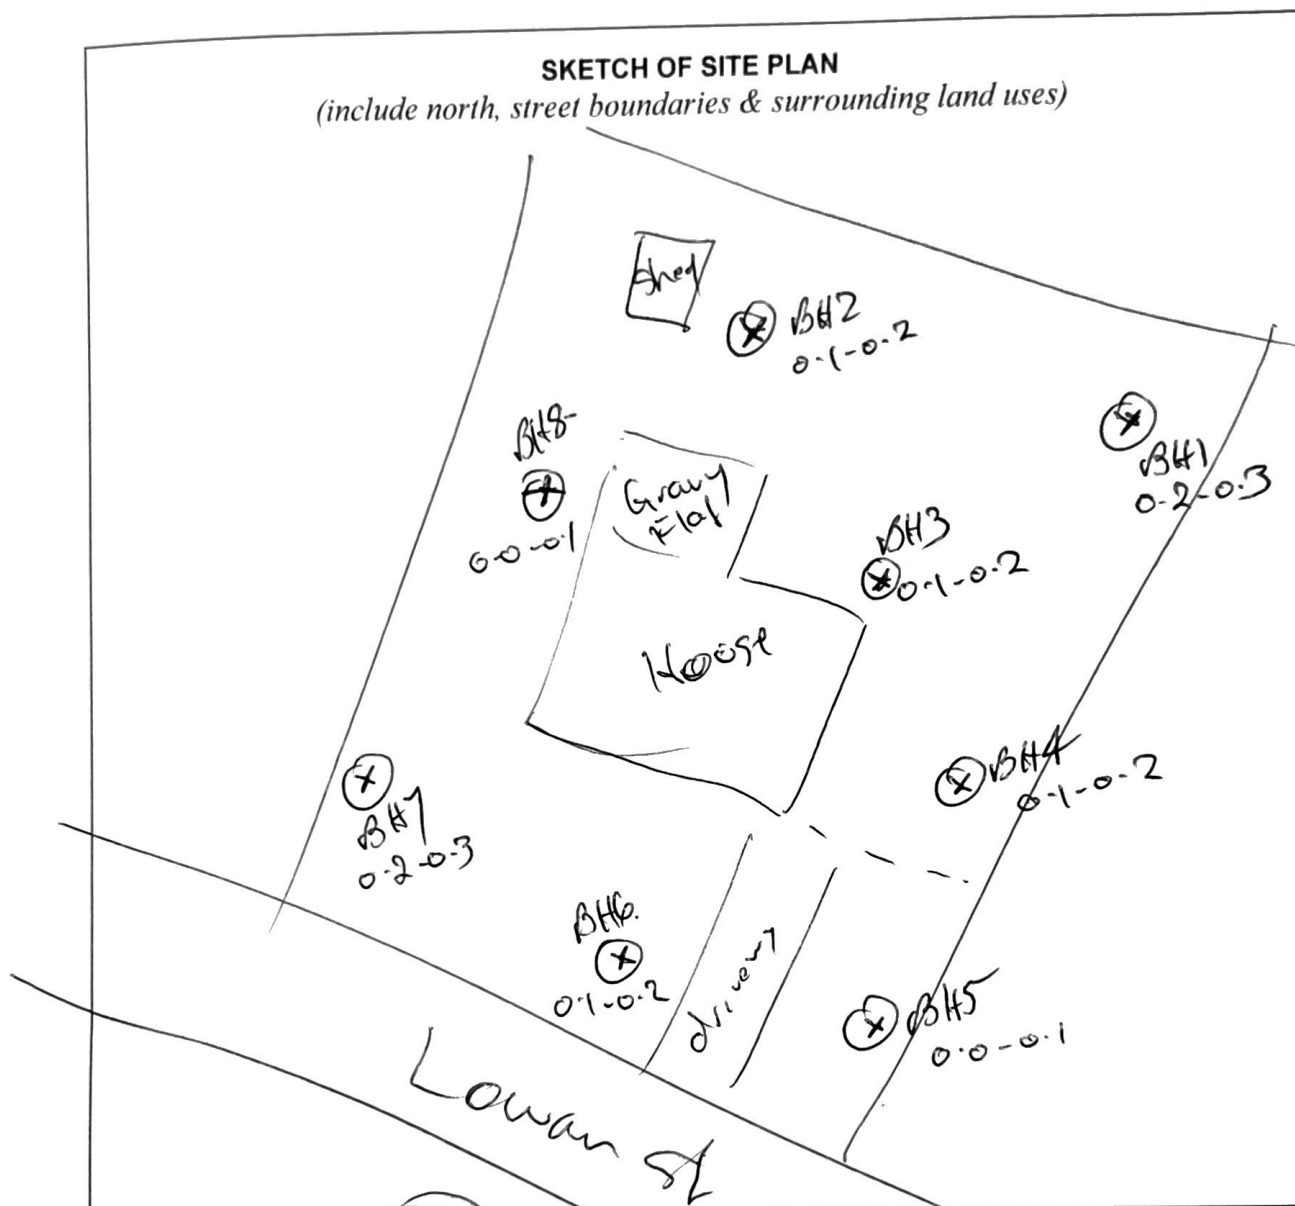 SKETCH OF SITE PLAN
(include north, street boundaries & surrounding land uses)
Shed
BH2
0.1-0.2
BH1
0.2-0.3
BH8
0.0-0.1
Granny
Flat
BH3
0.1-0.2
House
BH4
0.1-0.2
BH7
0.2-0.3
BH6.
0.1-0.2
BH5
0.0-0.1
Lowan St